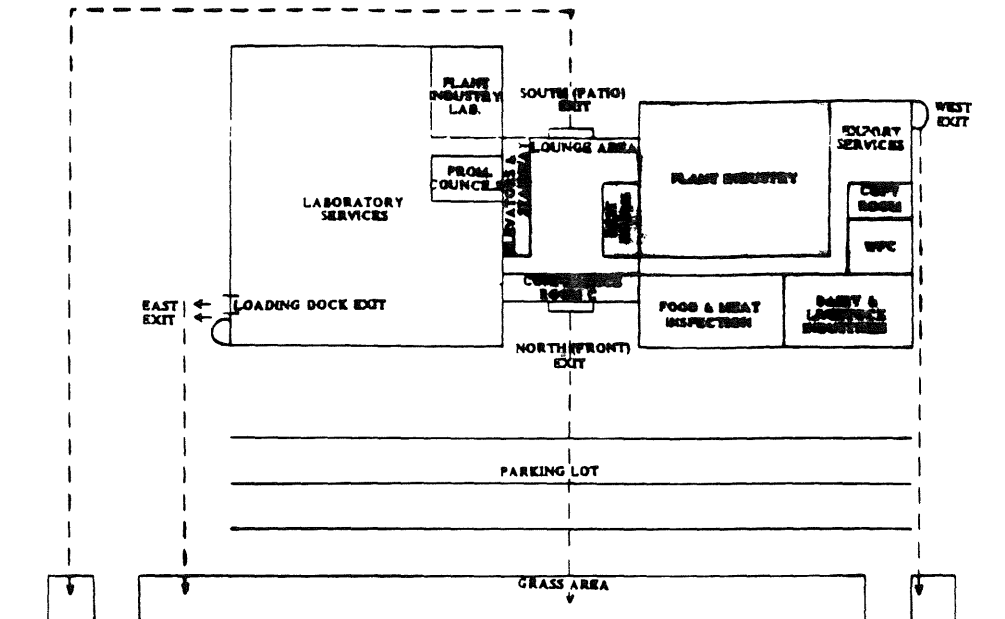 PLANT
INDUSTRY
LAB.
SOUTH (PATIO)
EXIT
WEST
EXIT
LOUNGE AREA
SERVICES
PROM.
COUNCILS
ELEVATORS &
STAIRWAY
PLANT INDUSTRY
LABORATORY
SERVICES
COPY
ROOM
WPC
EAST
EXIT
LOADING DOCK EXIT
ROOM C
FOOD & MEAT
INSPECTION
DAIRY &
LIVESTOCK
INDUSTRIES
NORTH (FRONT)
EXIT
PARKING LOT
GRASS AREA